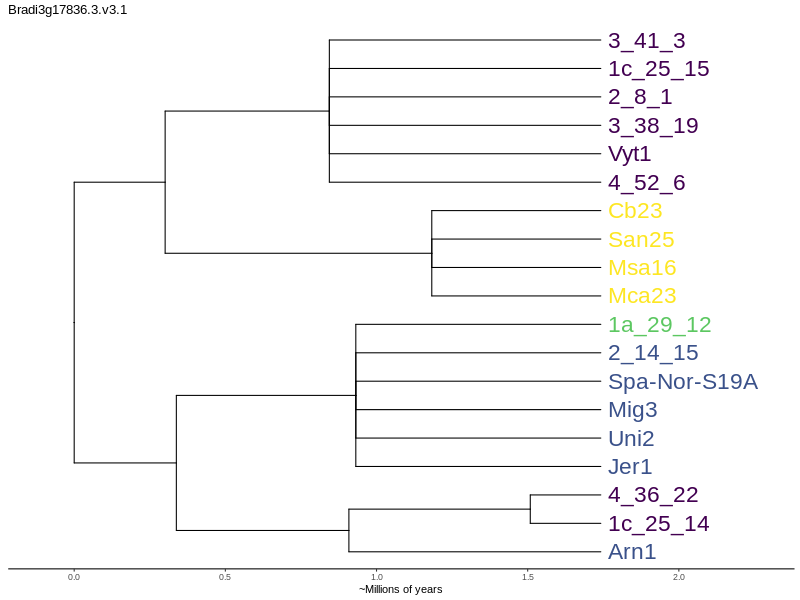 Bradi3g17836.3.v3.1
3_41_3
1c_25_15
2_8_1
3_38_19
Vyt1
4_52_6
Cb23
San25
Msa16
Mca23
1a_29_12
2_14_15
Spa-Nor-S19A
Mig3
Uni2
Jer1
4_36_22
1c_25_14
Arn1
0.0 0.5 1.0 1.5 2.0
~Millions of years